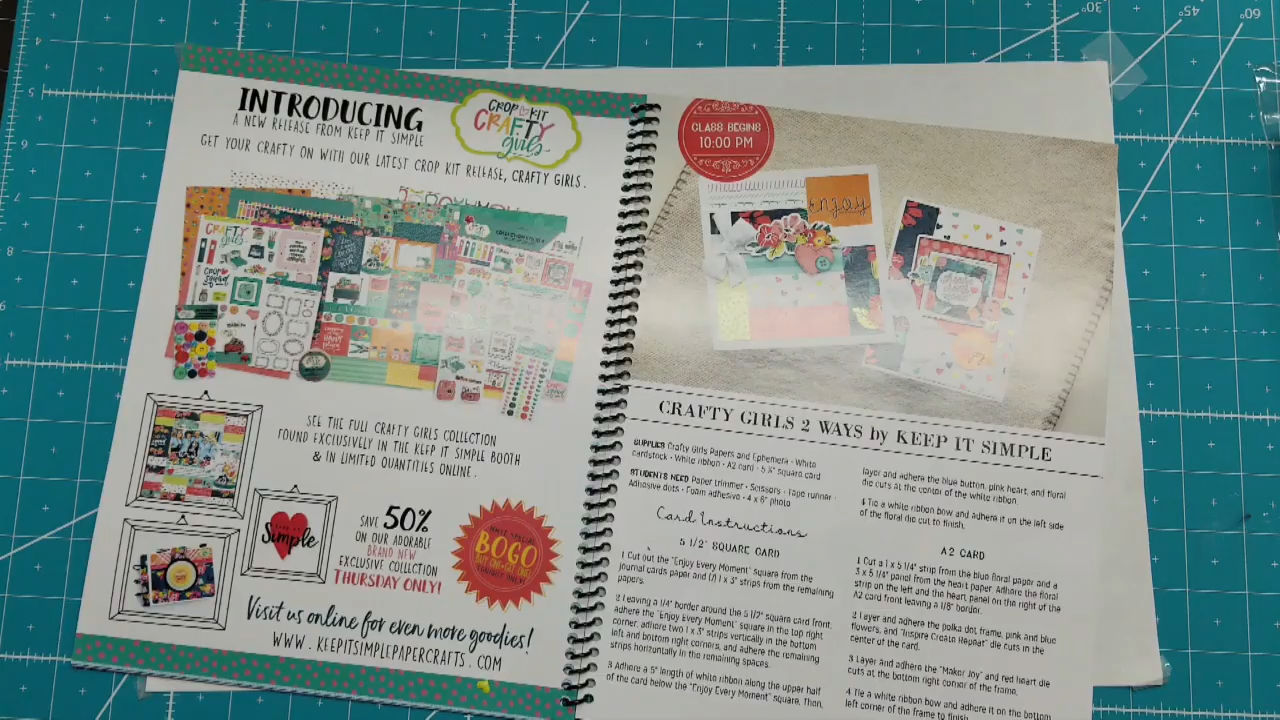 INTRODUCING
A NEW RELEASE FROM KEEP IT SIMPLE
CROP KIT
CRAFTY
girls
GET YOUR CRAFTY ON WITH OUR LATEST CROP KIT RELEASE, CRAFTY GIRLS.
CRAFTY
girls
SEE THE FULL CRAFTY GIRLS COLLECTION
FOUND EXCLUSIVELY IN THE KEEP IT SIMPLE BOOTH
& IN LIMITED QUANTITIES ONLINE.
Simple
SAVE 50%
ON OUR ADORABLE
BRAND NEW
EXCLUSIVE COLLECTION
THURSDAY ONLY!
BOGO
Visit us online for even more goodies!
WWW.KEEPITSIMPLEPAPERCRAFTS.COM
CLASS BEGINS
10:00 PM
enjoy
CRAFTY GIRLS 2 WAYS by KEEP IT SIMPLE
SUPPLIES Crafty Girls Papers and Ephemera • White
cardstock • White ribbon • A2 card • 5 ½" square card
STUDENTS NEED Paper trimmer • Scissors • Tape runner •
Adhesive dots • Foam adhesive • 4 x 6" photo
Card Instructions
5 1/2" SQUARE CARD
1 Cut out the "Enjoy Every Moment" square from the
journal cards paper and (7) 1 x 3" strips from the remaining
papers.
2 Leaving a 1/4" border around the 5 1/2" square card front,
adhere the "Enjoy Every Moment" square in the top right
corner, adhere two 1 x 3" strips vertically in the bottom
left and bottom right corners, and adhere the remaining
strips horizontally in the remaining spaces.
3 Adhere a 5" length of white ribbon along the upper half
of the card below the "Enjoy Every Moment" square. Then,
layer and adhere the blue button, pink heart, and floral
die cuts at the center of the white ribbon.
4 Tie a white ribbon bow and adhere it on the left side
of the floral die cut to finish.
A2 CARD
1 Cut a 1 x 5 1/4" strip from the blue floral paper and a
3 x 5 1/4" panel from the heart paper. Adhere the floral
strip on the left and the heart panel on the right of the
A2 card front leaving a 1/8" border.
2 Layer and adhere the polka dot frame, pink and blue
flowers, and "Inspire Create Repeat" die cuts in the
center of the card.
3 Layer and adhere the "Maker Joy" and red heart die
cuts at the bottom right corner of the frame.
4 Tie a white ribbon bow and adhere it on the bottom
left corner of the frame to finish.